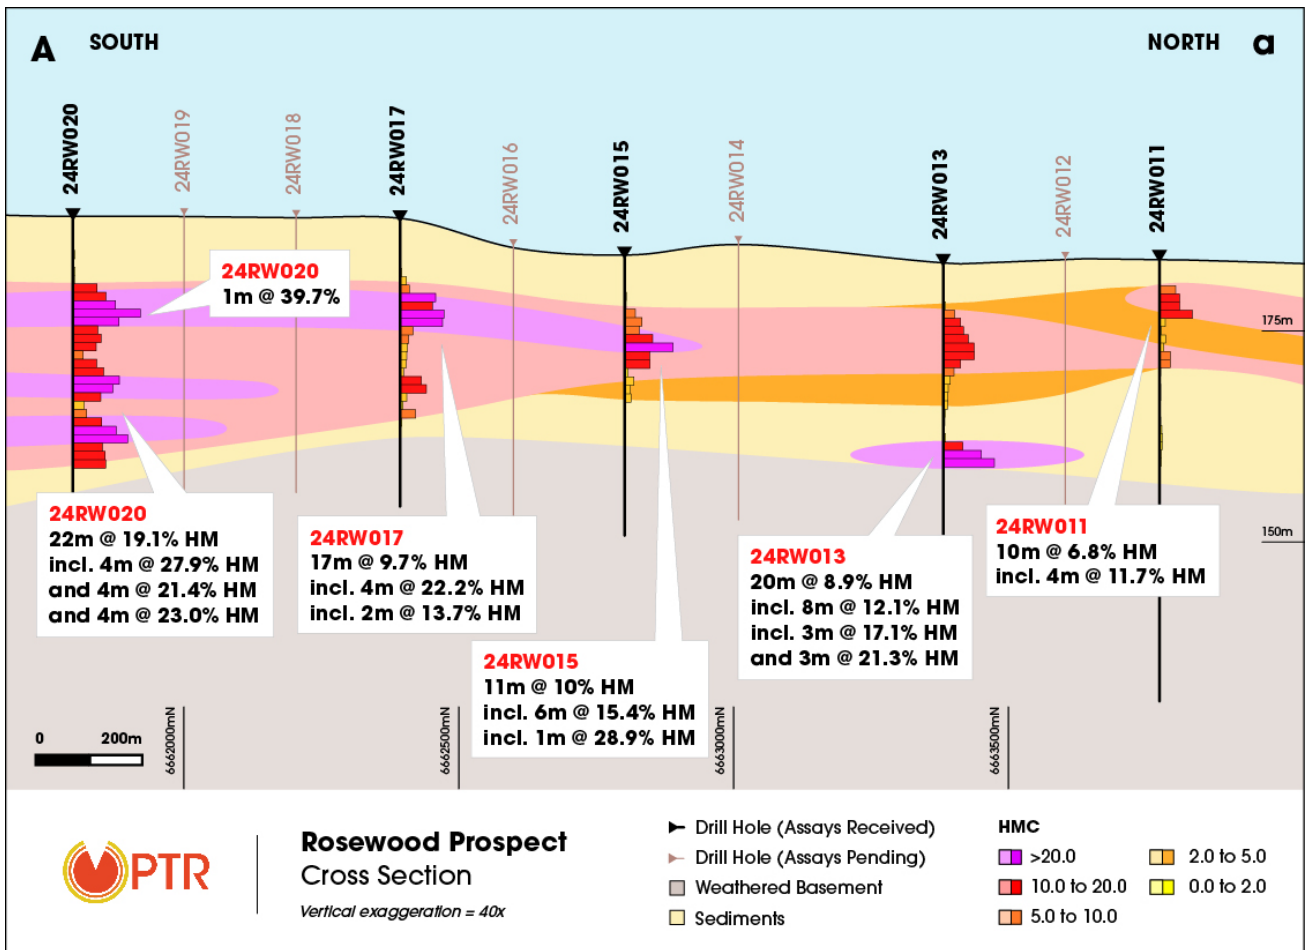 A SOUTH
NORTH a
24RW020
24RW019
24RW018
24RW017
24RW016
24RW015
24RW014
24RW013
24RW012
24RW011
24RW020
1m @ 39.7%
175m
150m
24RW020
22m @ 19.1% HM
incl. 4m @ 27.9% HM
and 4m @ 21.4% HM
and 4m @ 23.0% HM
24RW017
17m @ 9.7% HM
incl. 4m @ 22.2% HM
incl. 2m @ 13.7% HM
24RW015
11m @ 10% HM
incl. 6m @ 15.4% HM
incl. 1m @ 28.9% HM
24RW013
20m @ 8.9% HM
incl. 8m @ 12.1% HM
incl. 3m @ 17.1% HM
and 3m @ 21.3% HM
24RW011
10m @ 6.8% HM
incl. 4m @ 11.7% HM
0 200m
6662000mN
6662500mN
6663000mN
6663500mN
PTR
Rosewood Prospect
Cross Section
Vertical exaggeration = 40x
Drill Hole (Assays Received)
Drill Hole (Assays Pending)
Weathered Basement
Sediments
HMC
>20.0
10.0 to 20.0
5.0 to 10.0
2.0 to 5.0
0.0 to 2.0